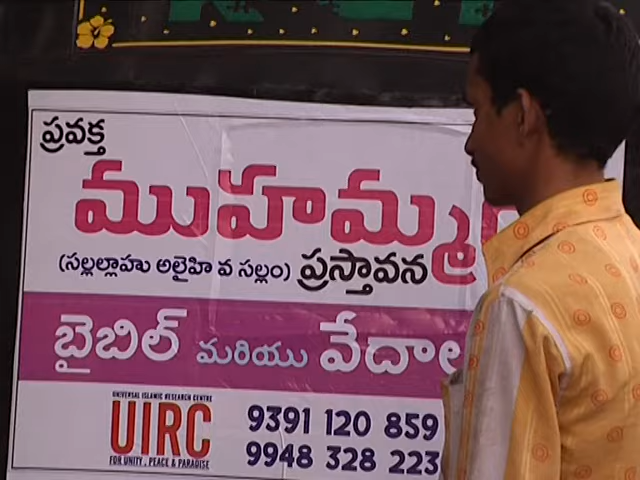 ప్రవక్త
ముహమ్మద్
(సల్లల్లాహు అలైహి వ సల్లం) ప్రస్తావన
బైబిల్ మరియు వేదాల
UNIVERSAL ISLAMIC RESEARCH CENTRE
UIRC
FOR UNITY, PEACE & PARADISE
9391 120 859
9948 328 223